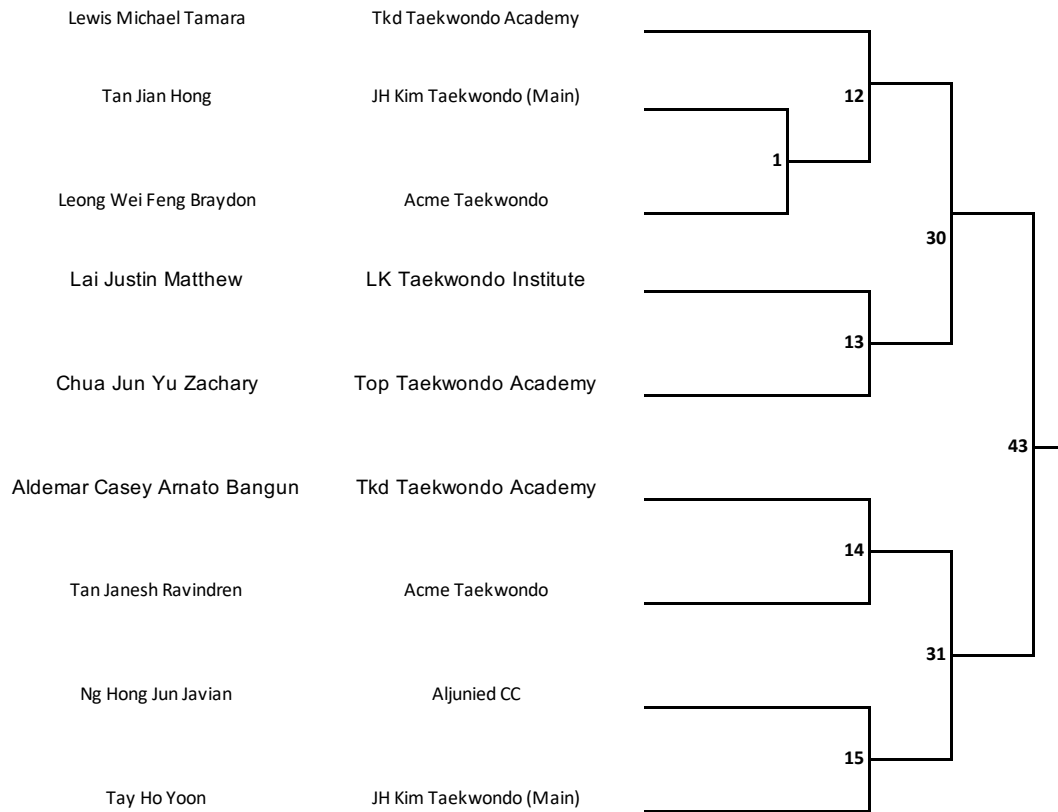 Lewis Michael Tamara Tkd Taekwondo Academy
Tan Jian Hong JH Kim Taekwondo (Main) 12
1
Leong Wei Feng Braydon Acme Taekwondo
30
Lai Justin Matthew LK Taekwondo Institute
13
Chua Jun Yu Zachary Top Taekwondo Academy
43
Aldemar Casey Arnato Bangun Tkd Taekwondo Academy
14
Tan Janesh Ravindren Acme Taekwondo
31
Ng Hong Jun Javian Aljunied CC
15
Tay Ho Yoon JH Kim Taekwondo (Main)